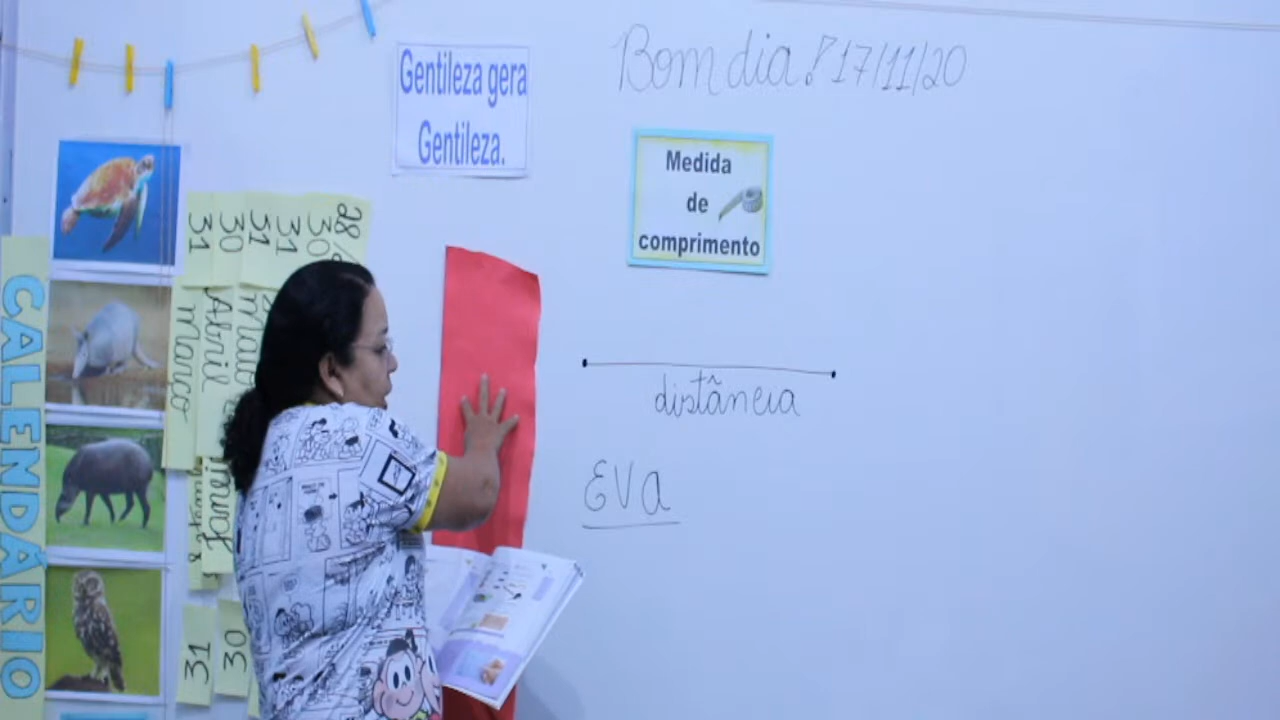 Bom dia! 17/11/20
Gentileza gera
Gentileza.
Medida
de
comprimento
distância
EVA
CALENDÁRIO
31
30
31
31
30
28/
Março
Abril
Maio
31
30